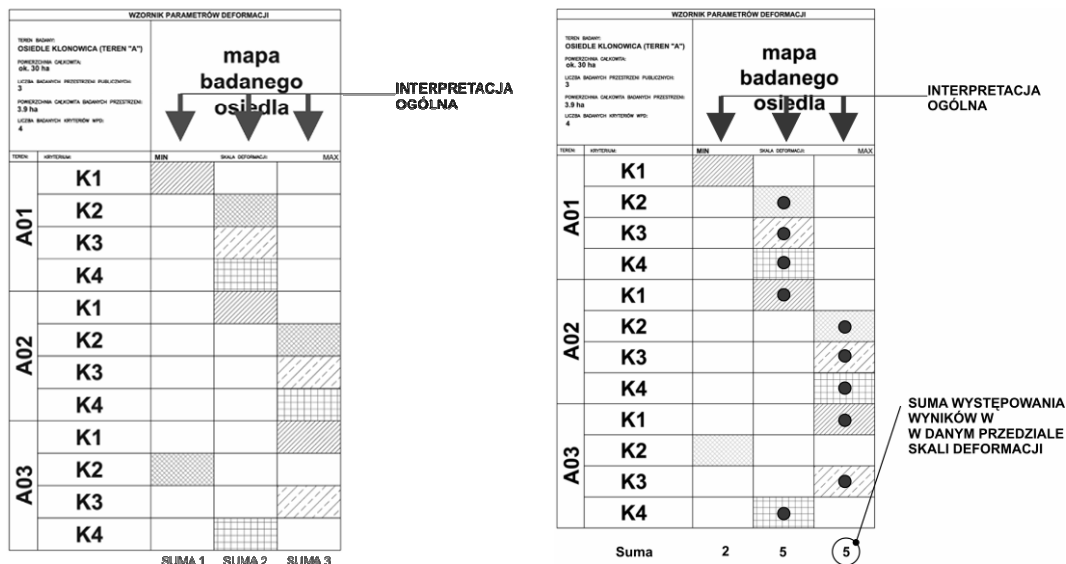 WZORNIK PARAMETRÓW DEFORMACJI
TEREN BADANY:
OSIEDLE KLONOWICA (TEREN "A")
POWIERZCHNIA CAŁKOWITA:
ok. 30 ha
LICZBA BADANYCH PRZESTRZENI PUBLICZNYCH:
3
POWIERZCHNIA CAŁKOWITA BADANYCH PRZESTRZENI:
3.9 ha
LICZBA BADANYCH KRYTERIÓW WPD:
4
mapa
badanego
osiedla
INTERPRETACJA
OGÓLNA
TEREN: KRYTERIUM: MIN SKALA DEFORMACJI: MAX
A01
K1
K2
K3
K4
A02
K1
K2
K3
K4
A03
K1
K2
K3
K4
SUMA 1 SUMA 2 SUMA 3
WZORNIK PARAMETRÓW DEFORMACJI
TEREN BADANY:
OSIEDLE KLONOWICA (TEREN "A")
POWIERZCHNIA CAŁKOWITA:
ok. 30 ha
LICZBA BADANYCH PRZESTRZENI PUBLICZNYCH:
3
POWIERZCHNIA CAŁKOWITA BADANYCH PRZESTRZENI:
3.9 ha
LICZBA BADANYCH KRYTERIÓW WPD:
4
mapa
badanego
osiedla
INTERPRETACJA
OGÓLNA
TEREN: KRYTERIUM: MIN SKALA DEFORMACJI: MAX
A01
K1
K2
K3
K4
A02
K1
K2
K3
K4
A03
K1
K2
K3
K4
SUMA WYSTĘPOWANIA
WYNIKÓW W
W DANYM PRZEDZIALE
SKALI DEFORMACJI
Suma 2 5 5